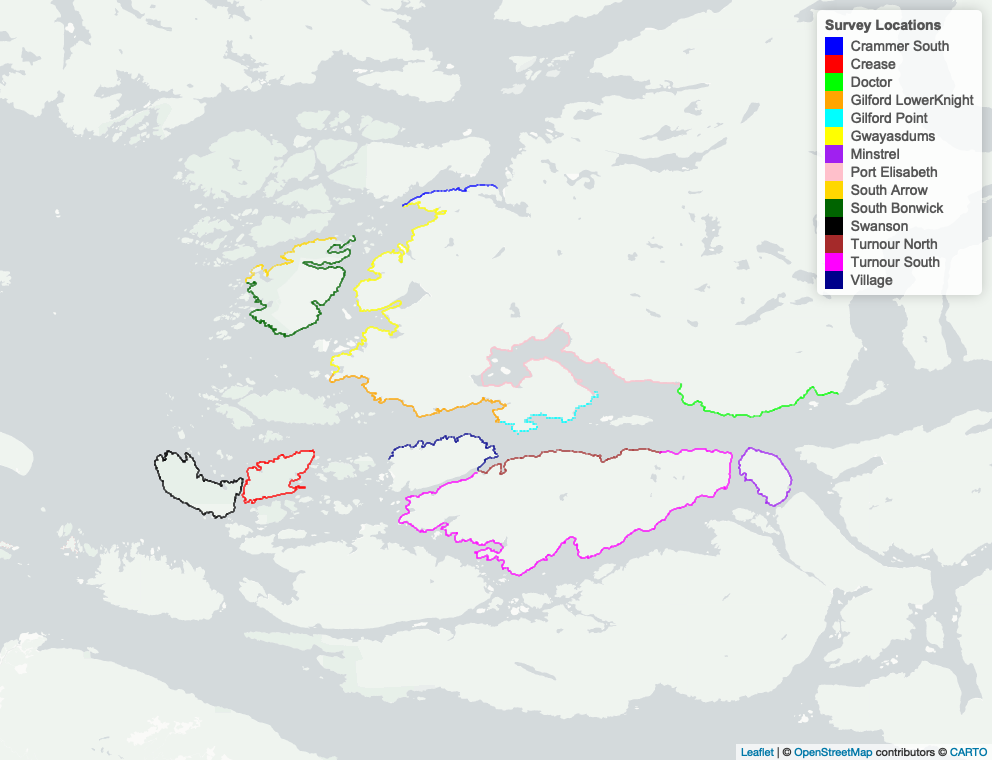 Survey Locations
Crammer South
Crease
Doctor
Gilford LowerKnight
Gilford Point
Gwayasdums
Minstrel
Port Elisabeth
South Arrow
South Bonwick
Swanson
Turnour North
Turnour South
Village
Leaflet | © OpenStreetMap contributors © CARTO